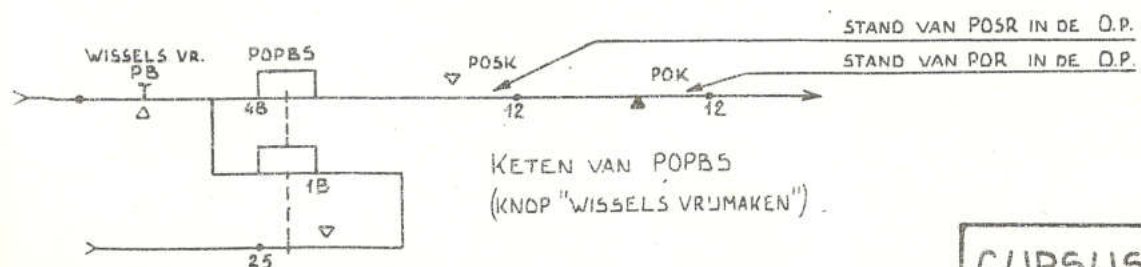 STAND VAN POSR IN DE O.P.
STAND VAN POR IN DE O.P.
WISSELS VR.
PB
POPBS
POSK
POK
4B
12
12
1B
25
KETEN VAN POPBS
(KNOP "WISSELS VRIJMAKEN").
CURSUS